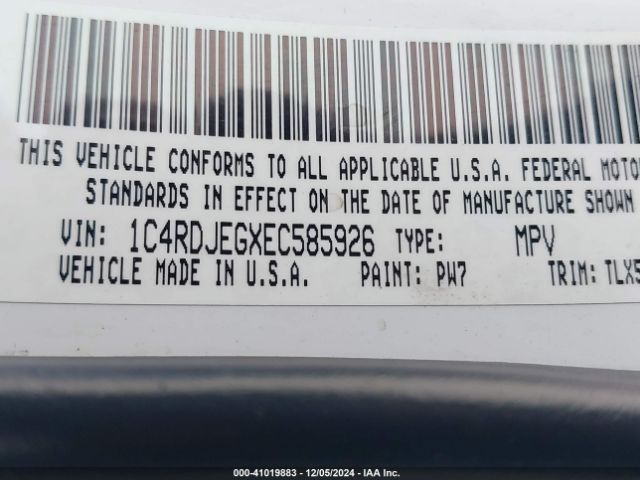 THIS VEHICLE CONFORMS TO ALL APPLICABLE U.S.A. FEDERAL MOTO
STANDARDS IN EFFECT ON THE DATE OF MANUFACTURE SHOWN
VIN: 1C4RDJEGXEC585926 TYPE: MPV
VEHICLE MADE IN U.S.A. PAINT: PW7 TRIM: TLX5
000-41019883 - 12/05/2024 - IAA Inc.